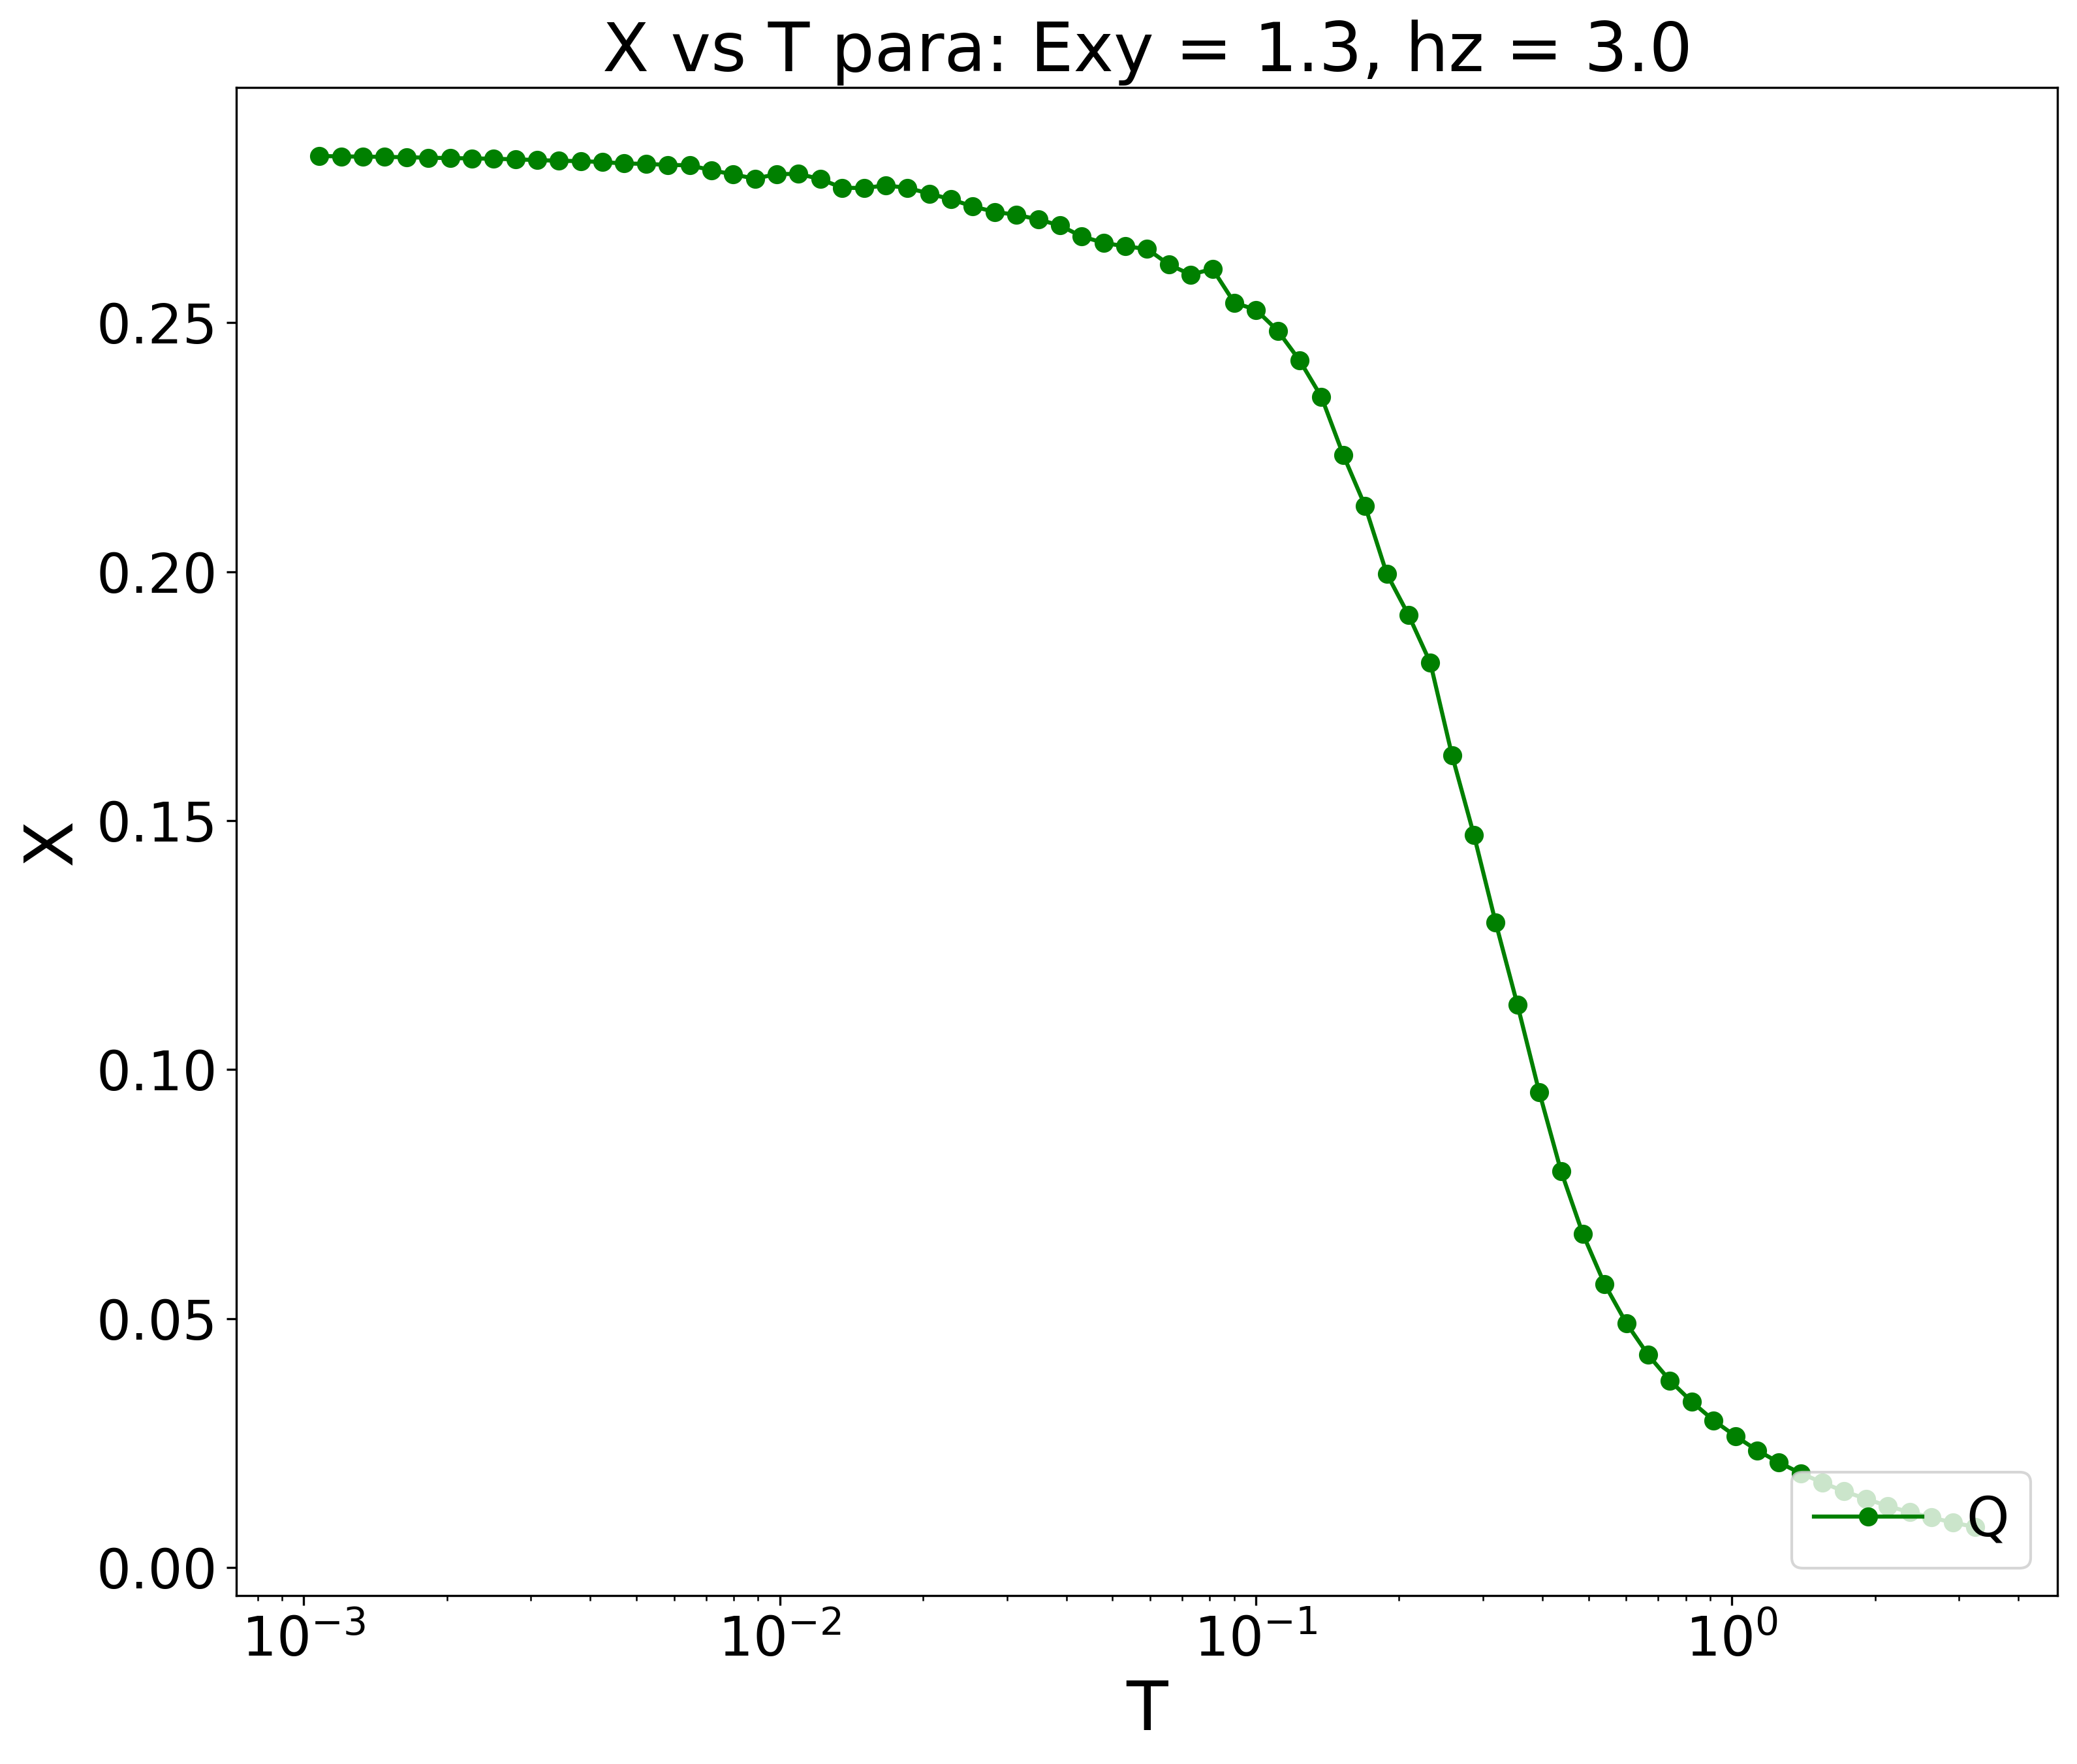 X vs T para: Exy = 1.3, hz = 3.0
X
0.25
0.20
0.15
0.10
0.05
0.00
10⁻³ 10⁻² 10⁻¹ 10⁰
T
Q